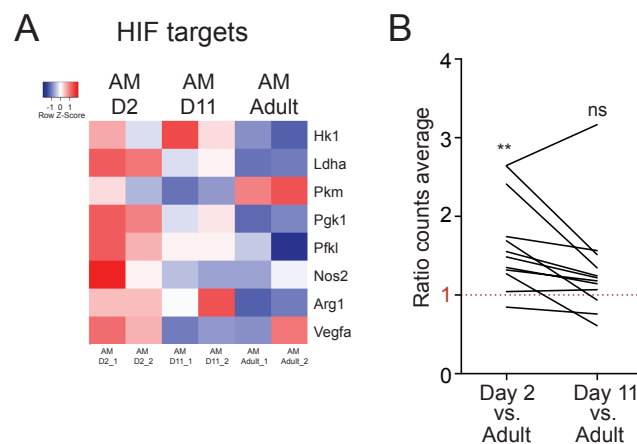 A
HIF targets
B
AM D2
AM D11
AM Adult
-1 0 1
Row Z-Score
Hk1
Ldha
Pkm
Pgk1
Pfkl
Nos2
Arg1
Vegfa
AM D2_1
AM D2_2
AM D11_1
AM D11_2
AM Adult_1
AM Adult_2
Ratio counts average
4
3
2
1
0
**
ns
Day 2 vs. Adult
Day 11 vs. Adult